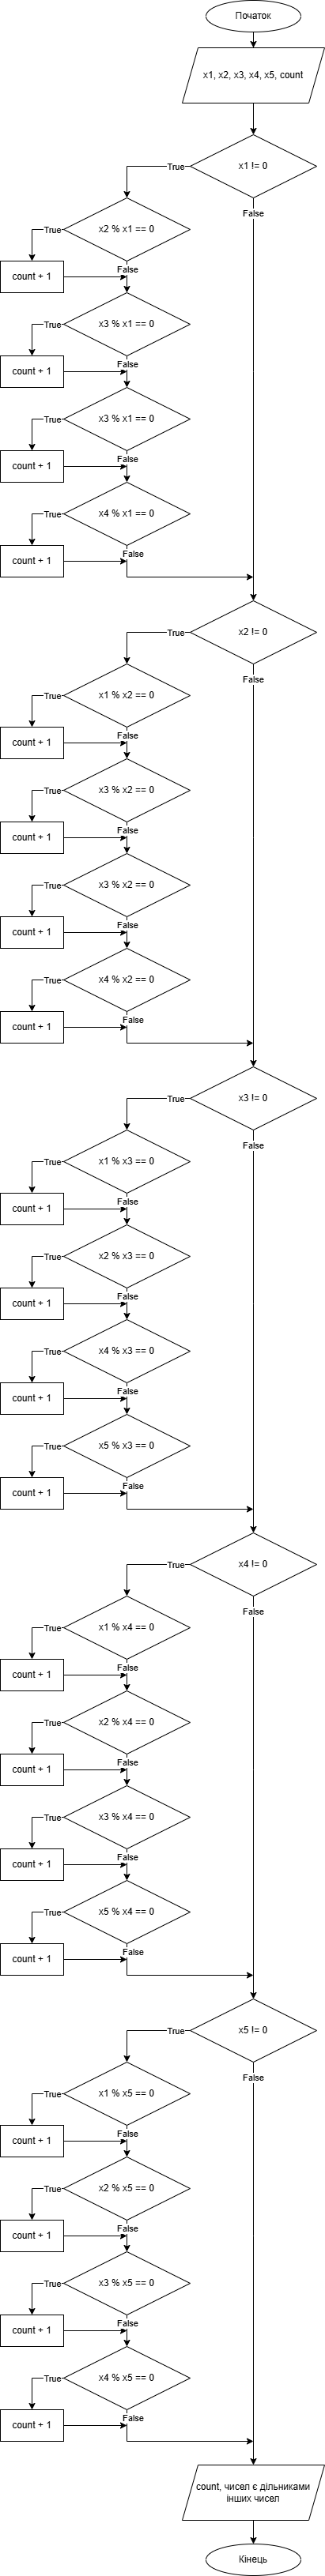 Початок
x1, x2, x3, x4, x5, count
x1 != 0
True
False
x2 % x1 == 0
True
count + 1
False
x3 % x1 == 0
True
count + 1
False
x3 % x1 == 0
True
count + 1
False
x4 % x1 == 0
True
count + 1
False
x2 != 0
True
False
x1 % x2 == 0
True
count + 1
False
x3 % x2 == 0
True
count + 1
False
x3 % x2 == 0
True
count + 1
False
x4 % x2 == 0
True
count + 1
False
x3 != 0
True
False
x1 % x3 == 0
True
count + 1
False
x2 % x3 == 0
True
count + 1
False
x4 % x3 == 0
True
count + 1
False
x5 % x3 == 0
True
count + 1
False
x4 != 0
True
False
x1 % x4 == 0
True
count + 1
False
x2 % x4 == 0
True
count + 1
False
x3 % x4 == 0
True
count + 1
False
x5 % x4 == 0
True
count + 1
False
x5 != 0
True
False
x1 % x5 == 0
True
count + 1
False
x2 % x5 == 0
True
count + 1
False
x3 % x5 == 0
True
count + 1
False
x4 % x5 == 0
True
count + 1
False
count, чисел є дільниками
інших чисел
Кінець